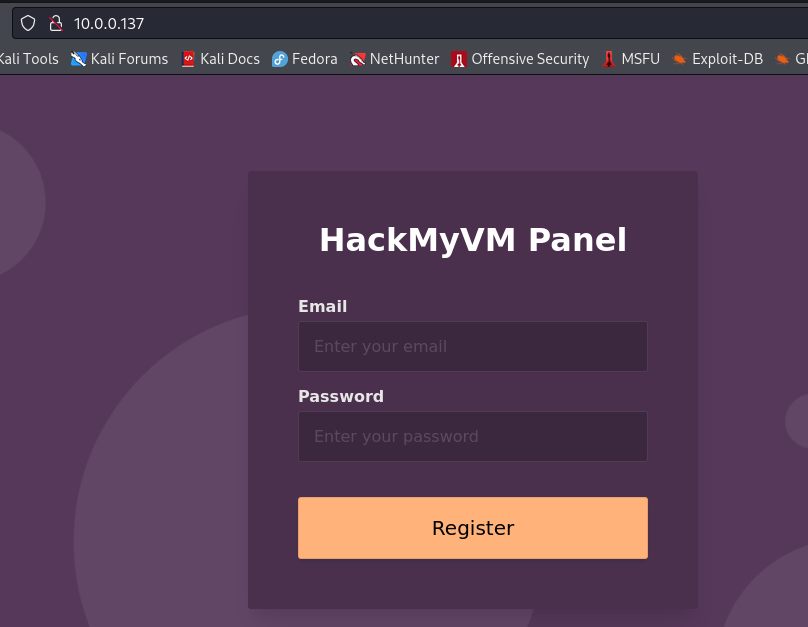 10.0.0.137
Kali Tools Kali Forums Kali Docs Fedora NetHunter Offensive Security MSFU Exploit-DB
HackMyVM Panel
Email
Enter your email
Password
Enter your password
Register